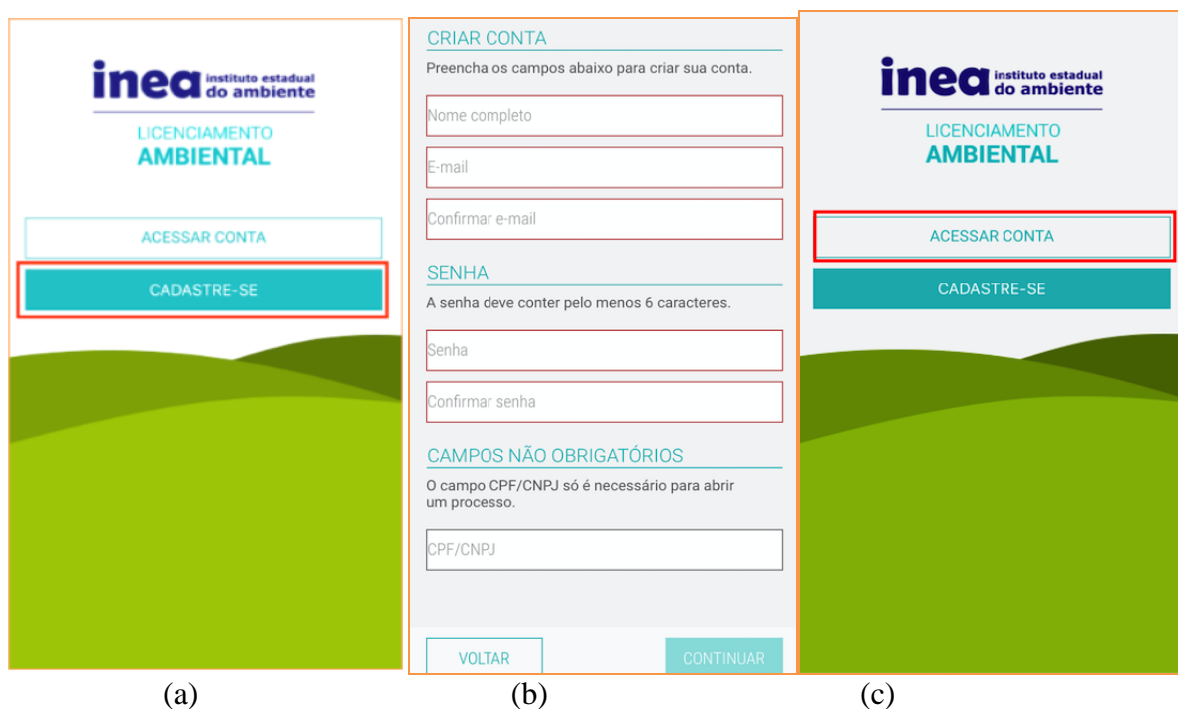 inea instituto estadual
do ambiente
LICENCIAMENTO
AMBIENTAL
ACESSAR CONTA
CADASTRE-SE
CRIAR CONTA
Preencha os campos abaixo para criar sua conta.
Nome completo
E-mail
Confirmar e-mail
SENHA
A senha deve conter pelo menos 6 caracteres.
Senha
Confirmar senha
CAMPOS NÃO OBRIGATÓRIOS
O campo CPF/CNPJ só é necessário para abrir
um processo.
CPF/CNPJ
VOLTAR
CONTINUAR
inea instituto estadual
do ambiente
LICENCIAMENTO
AMBIENTAL
ACESSAR CONTA
CADASTRE-SE
(a)
(b)
(c)